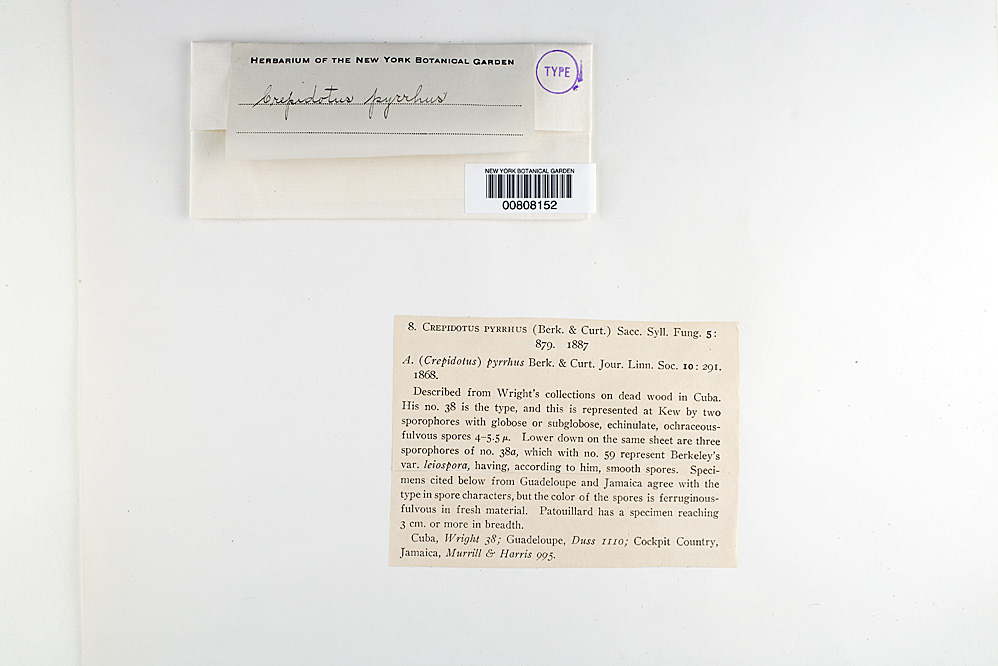 HERBARIUM OF THE NEW YORK BOTANICAL GARDEN
TYPE
Crepidotus pyrrhus
NEW YORK BOTANICAL GARDEN
00808152
8. CREPIDOTUS PYRRHUS (Berk. & Curt.) Sacc. Syll. Fung. 5:
879. 1887
A. (Crepidotus) pyrrhus Berk. & Curt. Jour. Linn. Soc. 10: 291.
1868.
Described from Wright's collections on dead wood in Cuba.
His no. 38 is the type, and this is represented at Kew by two
sporophores with globose or subglobose, echinulate, ochraceous-
fulvous spores 4–5.5 μ. Lower down on the same sheet are three
sporophores of no. 38a, which with no. 59 represent Berkeley's
var. leiospora, having, according to him, smooth spores. Speci-
mens cited below from Guadeloupe and Jamaica agree with the
type in spore characters, but the color of the spores is ferruginous-
fulvous in fresh material. Patouillard has a specimen reaching
3 cm. or more in breadth.
Cuba, Wright 38; Guadeloupe, Duss 1110; Cockpit Country,
Jamaica, Murrill & Harris 995.